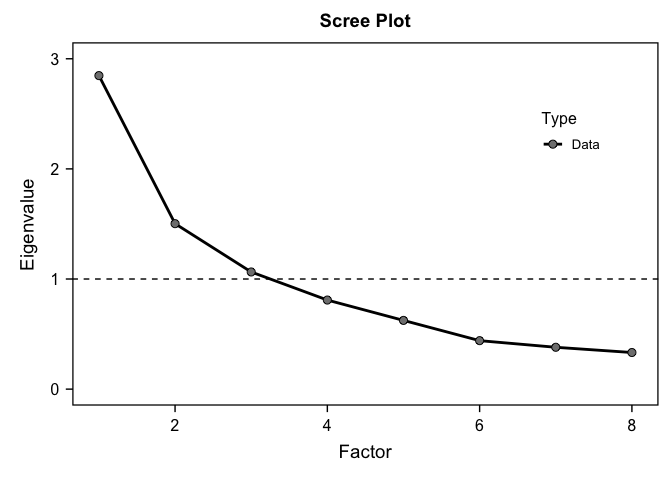 Scree Plot
3
2
1
0
Eigenvalue
Type
Data
2 4 6 8
Factor